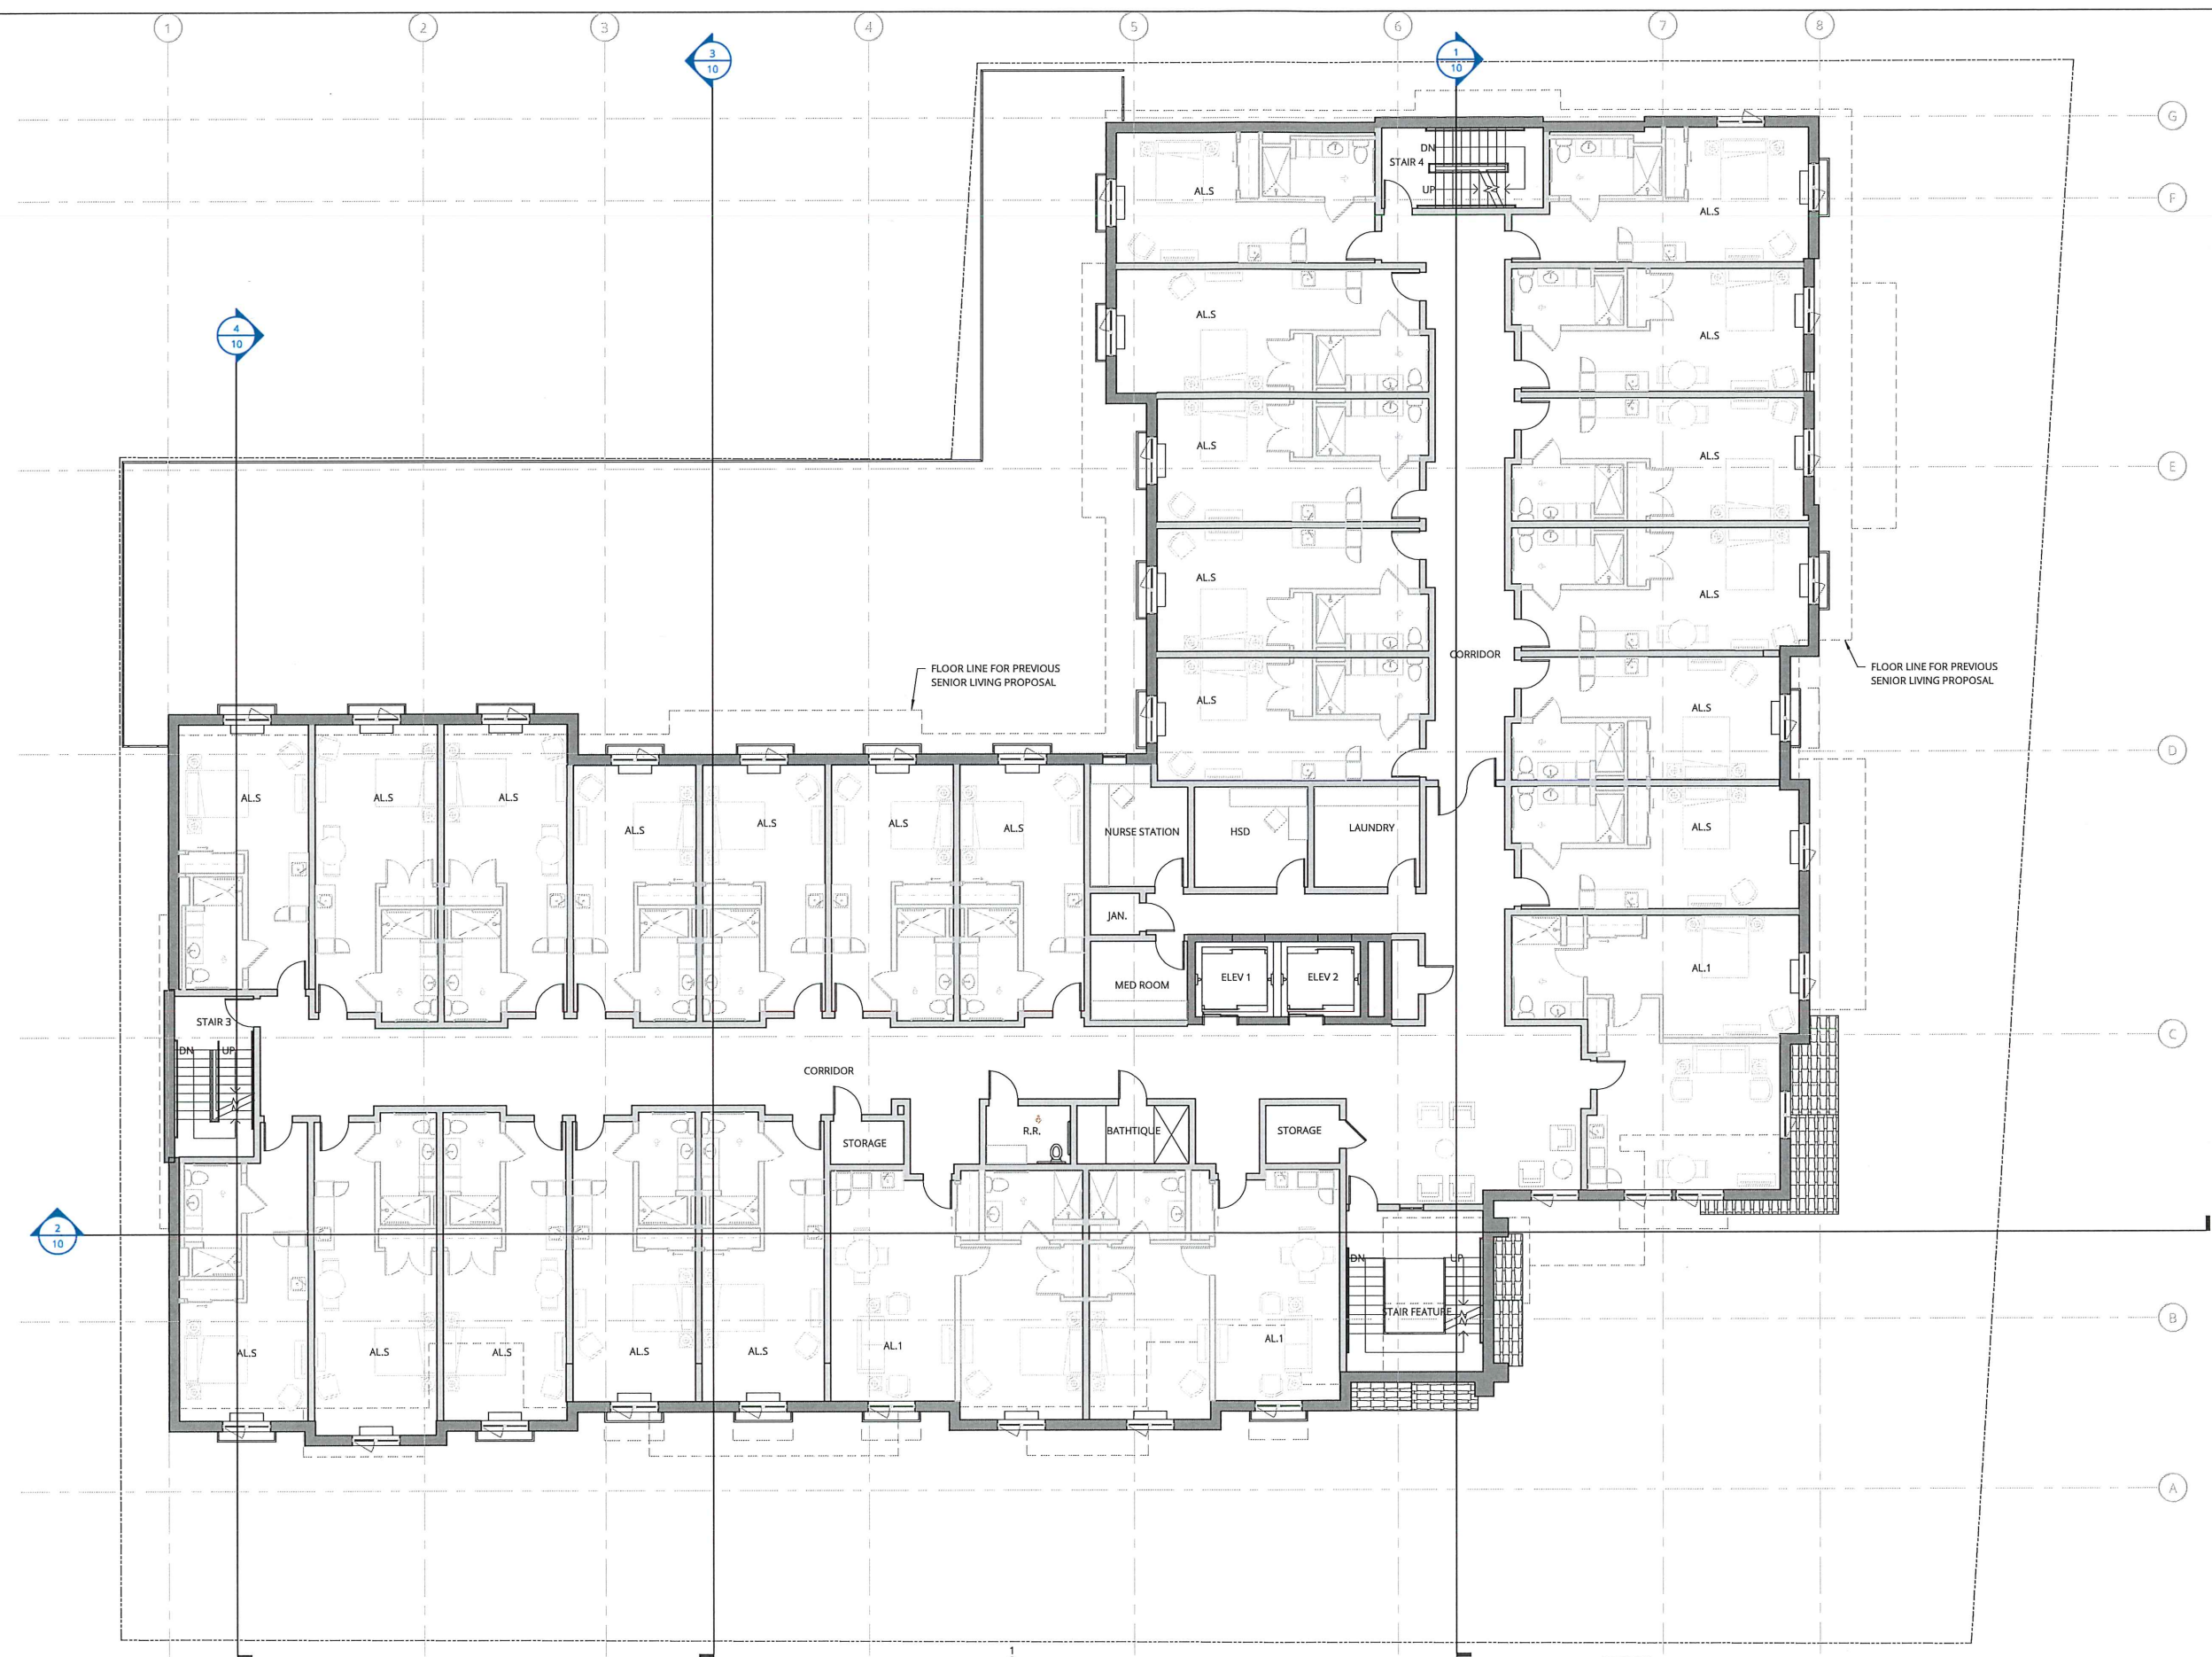 1 2 3 4 5 6 7 8
3
10
1
10
G
DN
STAIR 4
UP
AL.S
AL.S
F
4
10
AL.S
AL.S
AL.S
AL.S
E
AL.S
AL.S
CORRIDOR
FLOOR LINE FOR PREVIOUS
SENIOR LIVING PROPOSAL
FLOOR LINE FOR PREVIOUS
SENIOR LIVING PROPOSAL
AL.S
AL.S
D
AL.S
AL.S
AL.S
AL.S
AL.S
AL.S
AL.S
NURSE STATION
HSD
LAUNDRY
AL.S
JAN.
MED ROOM
ELEV 1
ELEV 2
AL.1
STAIR 3
DN
UP
C
CORRIDOR
STORAGE
R.R.
BATHTIQUE
STORAGE
2
10
DN
UP
STAIR FEATURE
B
AL.S
AL.S
AL.S
AL.S
AL.S
AL.1
AL.1
A
1